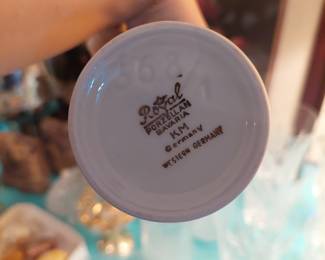 Royal
PORZELLAN
BAVARIA
KM
Germany
WESTERN GERMANY